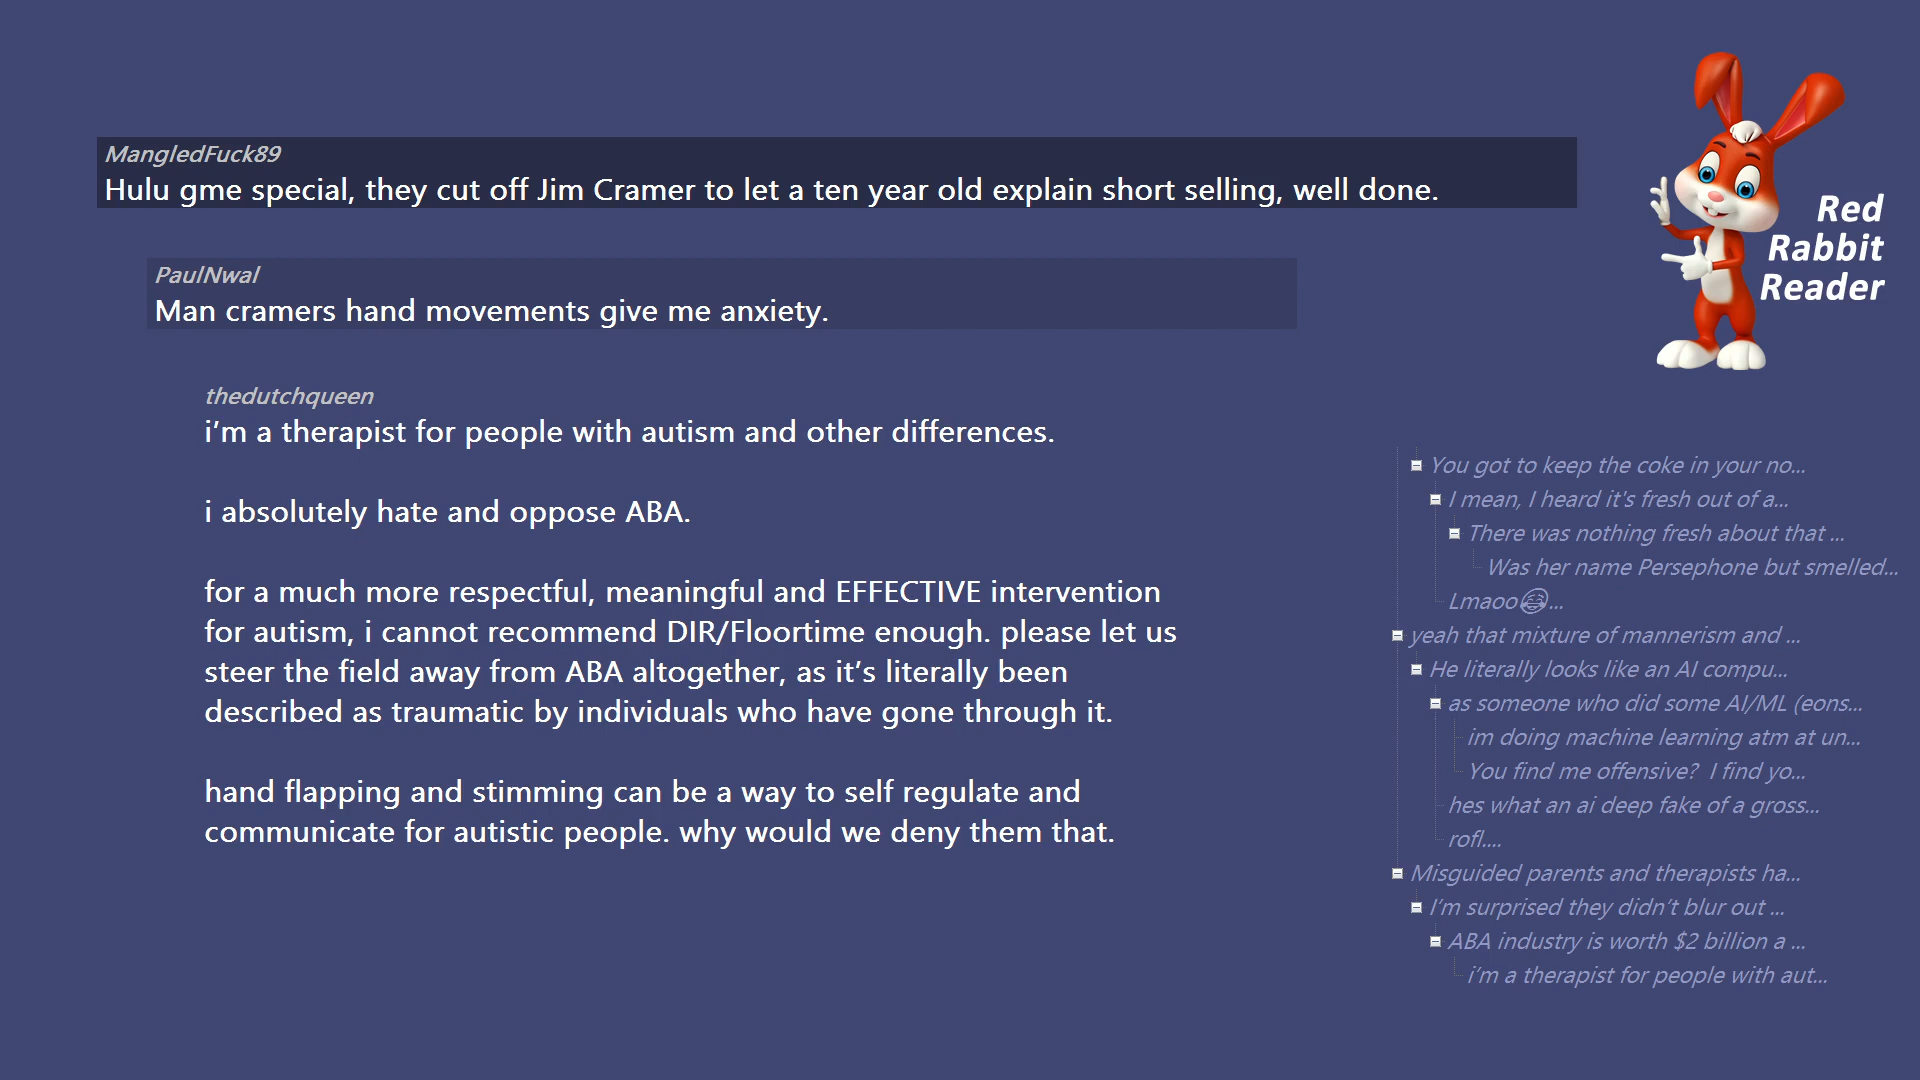 MangledFuck89
Hulu gme special, they cut off Jim Cramer to let a ten year old explain short selling, well done.
PaulNwal
Man cramers hand movements give me anxiety.
thedutchqueen
i’m a therapist for people with autism and other differences.
i absolutely hate and oppose ABA.
for a much more respectful, meaningful and EFFECTIVE intervention
for autism, i cannot recommend DIR/Floortime enough. please let us
steer the field away from ABA altogether, as it’s literally been
described as traumatic by individuals who have gone through it.
hand flapping and stimming can be a way to self regulate and
communicate for autistic people. why would we deny them that.
Red
Rabbit
Reader
You got to keep the coke in your no...
I mean, I heard it's fresh out of a...
There was nothing fresh about that ...
Was her name Persephone but smelled...
Lmaoo😂...
yeah that mixture of mannerism and ...
He literally looks like an AI compu...
as someone who did some AI/ML (eons...
im doing machine learning atm at un...
You find me offensive?  I find yo...
hes what an ai deep fake of a gross...
rofl....
Misguided parents and therapists ha...
I’m surprised they didn’t blur out ...
ABA industry is worth $2 billion a ...
i’m a therapist for people with aut...